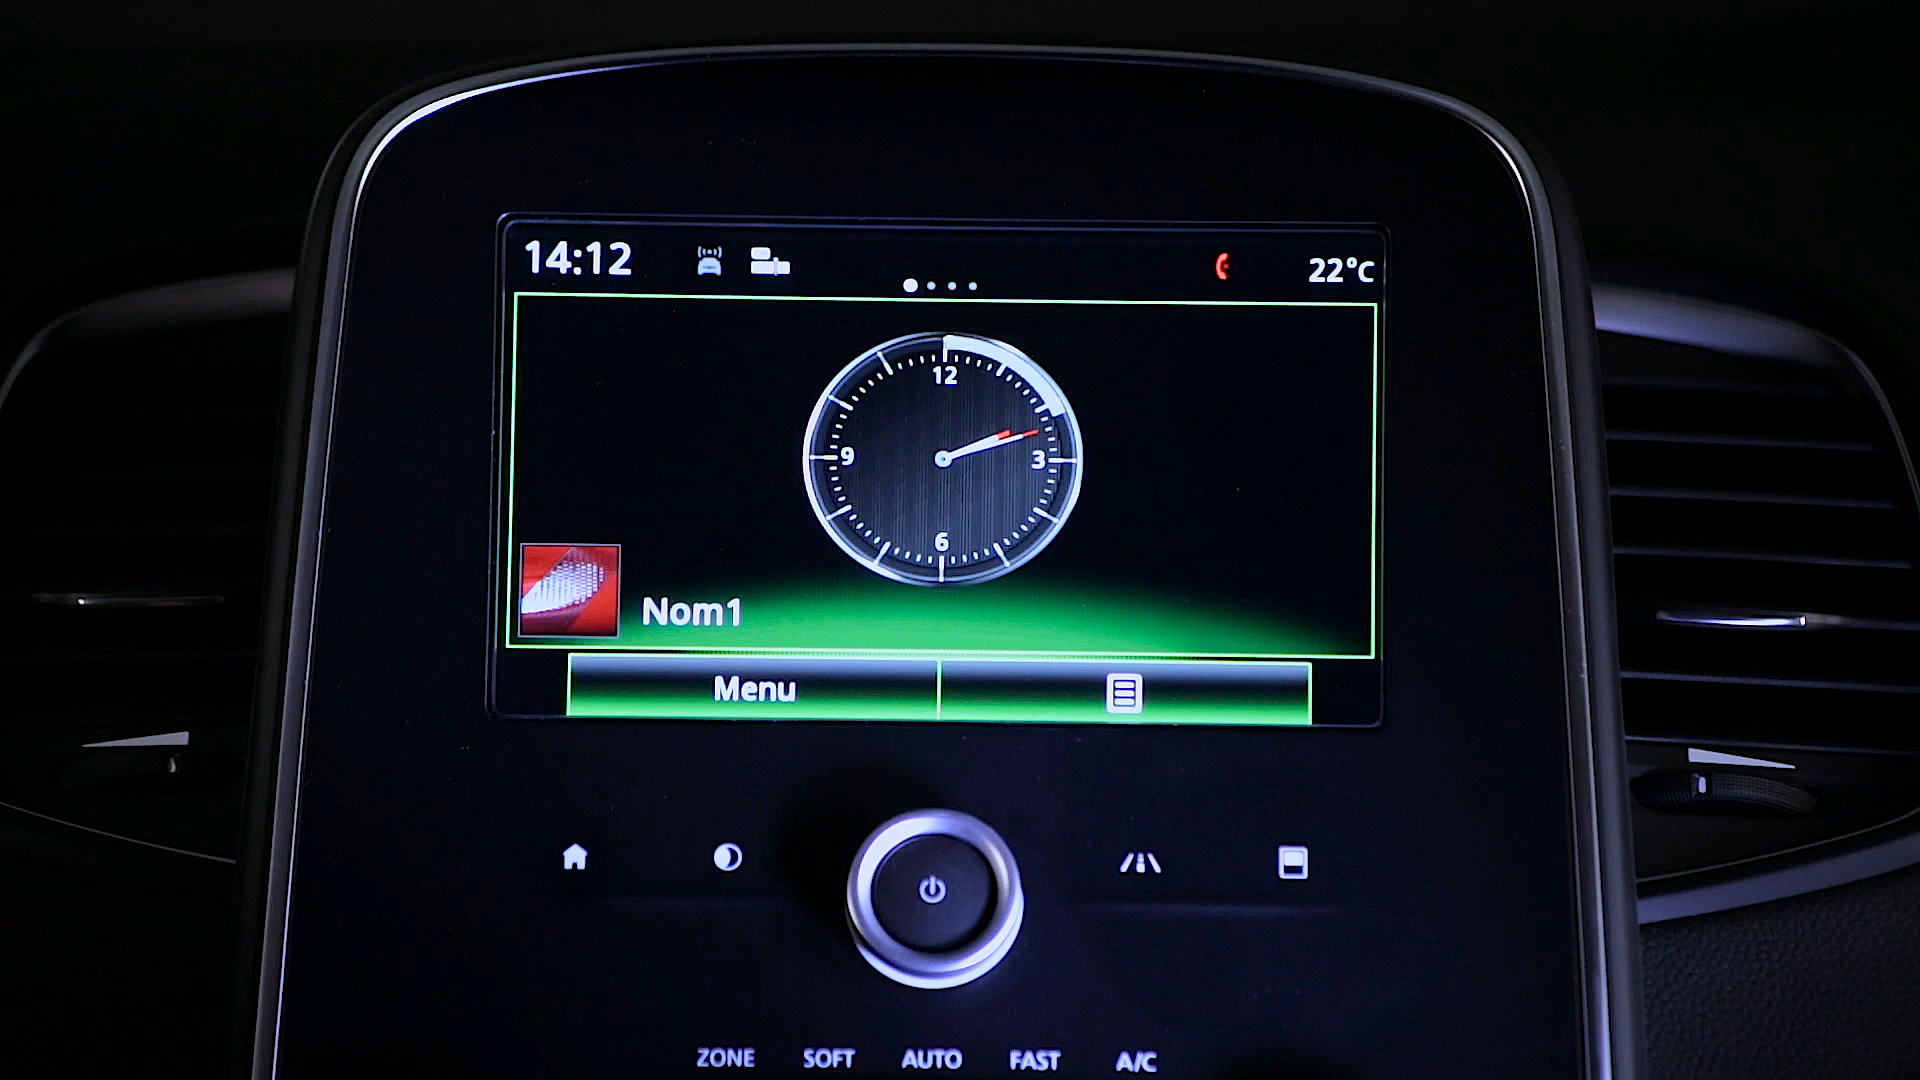 14:12
22°C
12
9
3
6
Nom1
Menu
ZONE SOFT AUTO FAST A/C